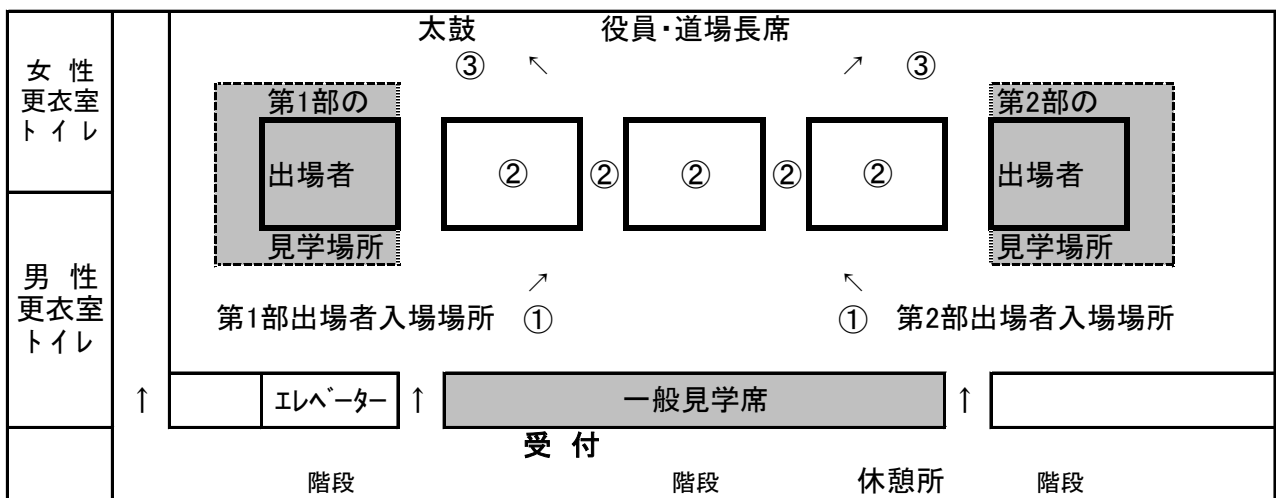 太鼓 役員・道場長席
③ ↖ ↗ ③
女 性
更衣室
ト イ レ
第1部の
出場者
見学場所
② ② ② ② ②
第2部の
出場者
見学場所
男 性
更衣室
トイレ
↗ ↖
第1部出場者入場場所 ① ① 第2部出場者入場場所
↑ エレベーター ↑ 一般見学席 ↑
受 付
階段 階段 休憩所 階段